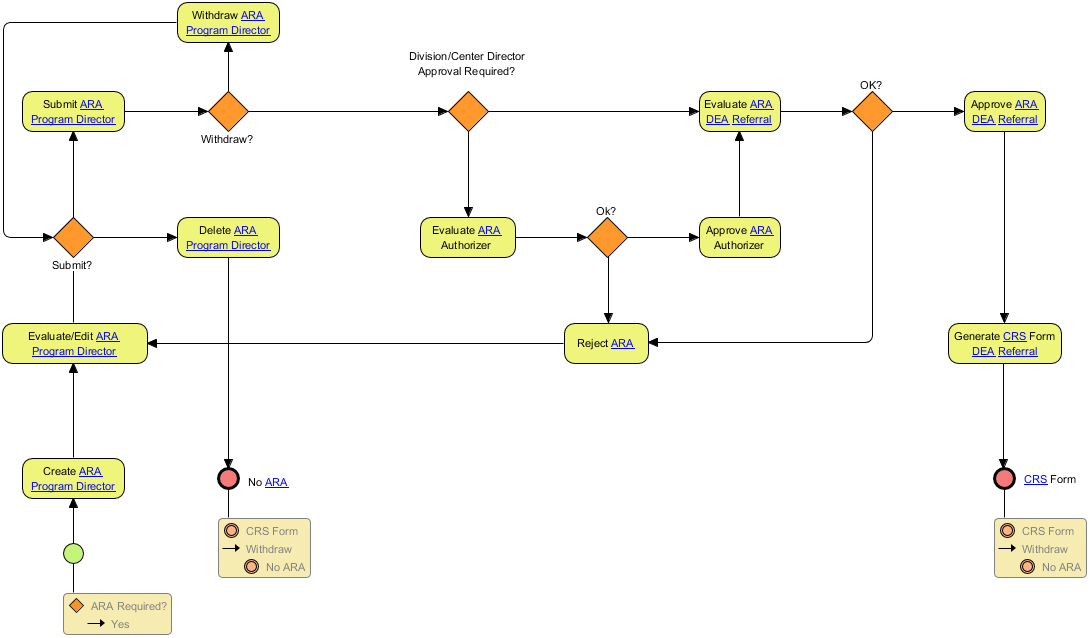 Withdraw ARA
Program Director
Division/Center Director
Approval Required?
OK?
Submit ARA
Program Director
Withdraw?
Evaluate ARA
DEA Referral
Approve ARA
DEA Referral
Ok?
Delete ARA
Program Director
Evaluate ARA
Authorizer
Approve ARA
Authorizer
Submit?
Evaluate/Edit ARA
Program Director
Reject ARA
Generate CRS Form
DEA Referral
Create ARA
Program Director
No ARA
CRS Form
CRS Form
Withdraw
No ARA
CRS Form
Withdraw
No ARA
ARA Required?
Yes